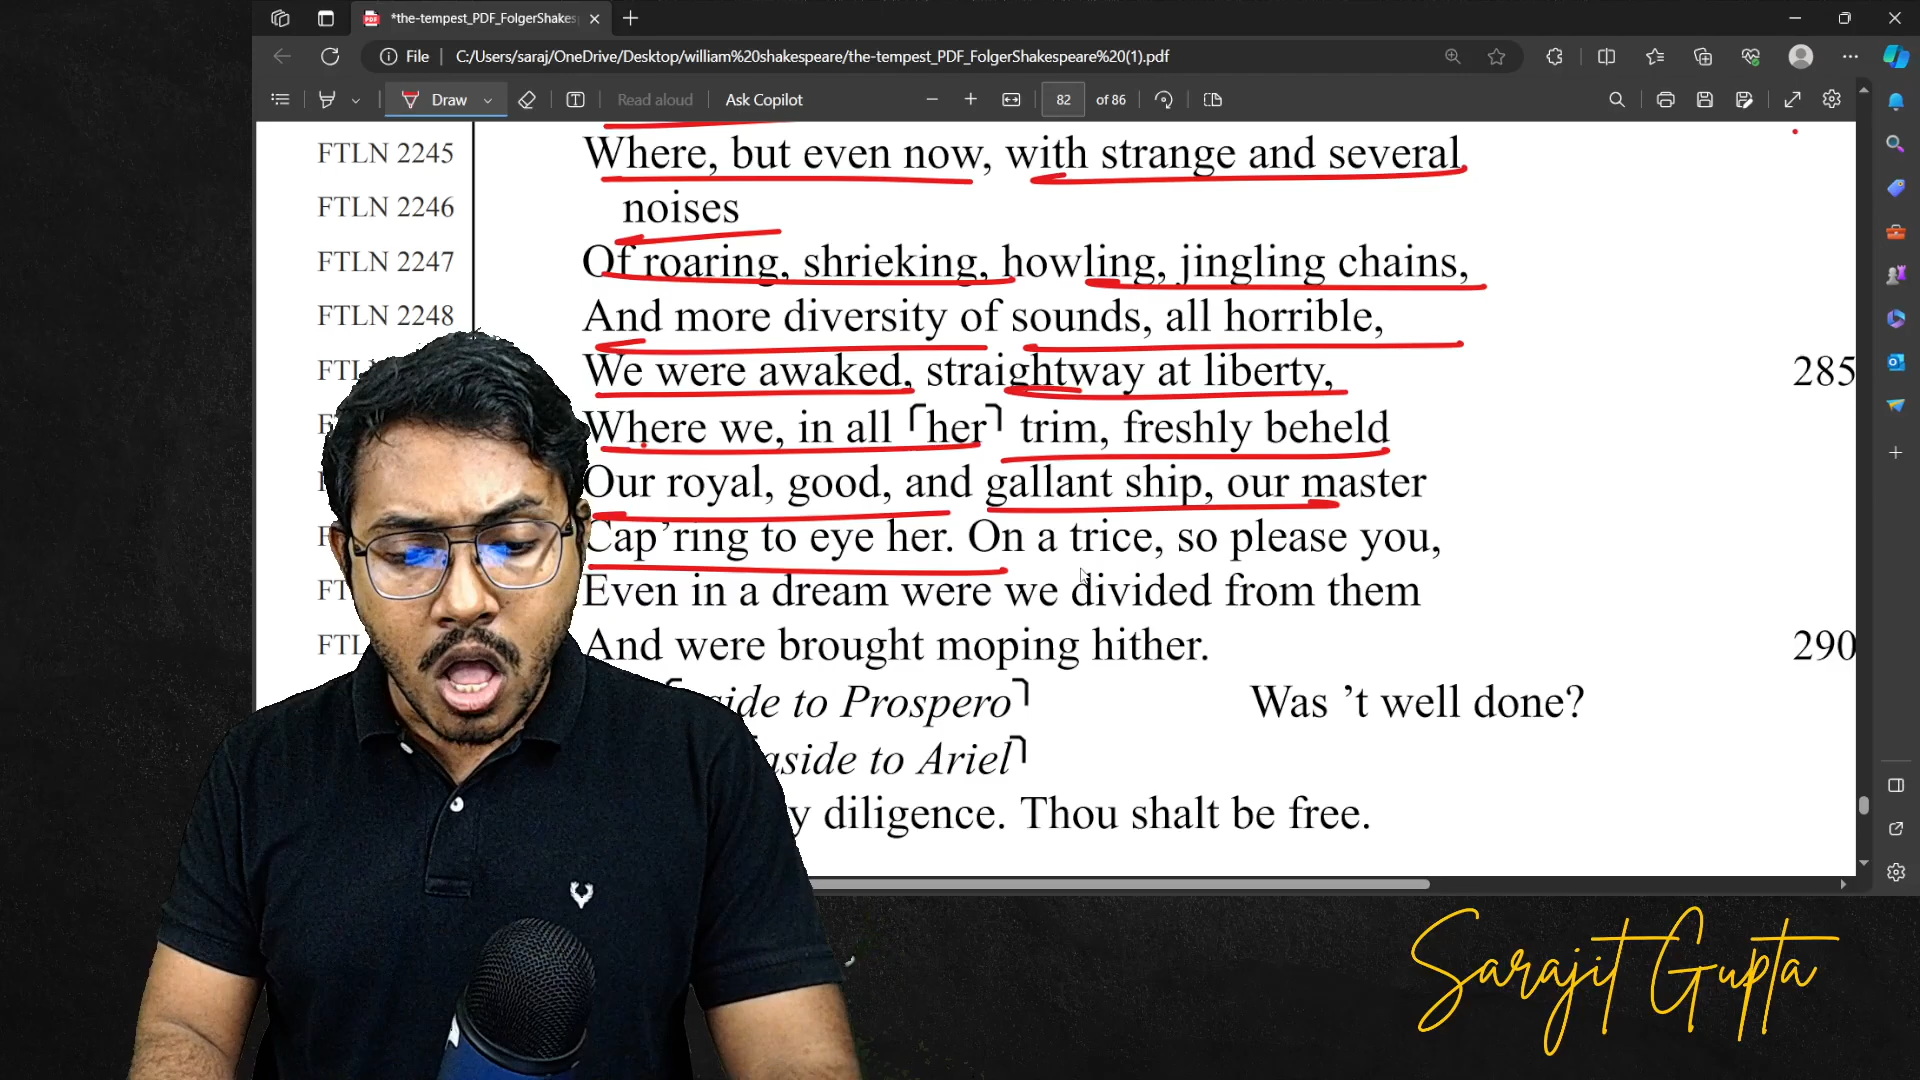 *the-tempest_PDF_FolgerShakes
File C:/Users/saraj/OneDrive/Desktop/william%20shakespeare/the-tempest_PDF_FolgerShakespeare%20(1).pdf
Draw Read aloud Ask Copilot 82 of 86
FTLN 2245 Where, but even now, with strange and several
FTLN 2246 noises
FTLN 2247 Of roaring, shrieking, howling, jingling chains,
FTLN 2248 And more diversity of sounds, all horrible,
We were awaked, straightway at liberty, 285
Where we, in all ⌜her⌝ trim, freshly beheld
Our royal, good, and gallant ship, our master
Cap’ring to eye her. On a trice, so please you,
Even in a dream were we divided from them
And were brought moping hither. 290
to Prospero⌝ Was ’t well done?
aside to Ariel⌝
diligence. Thou shalt be free.
Sarajit Gupta